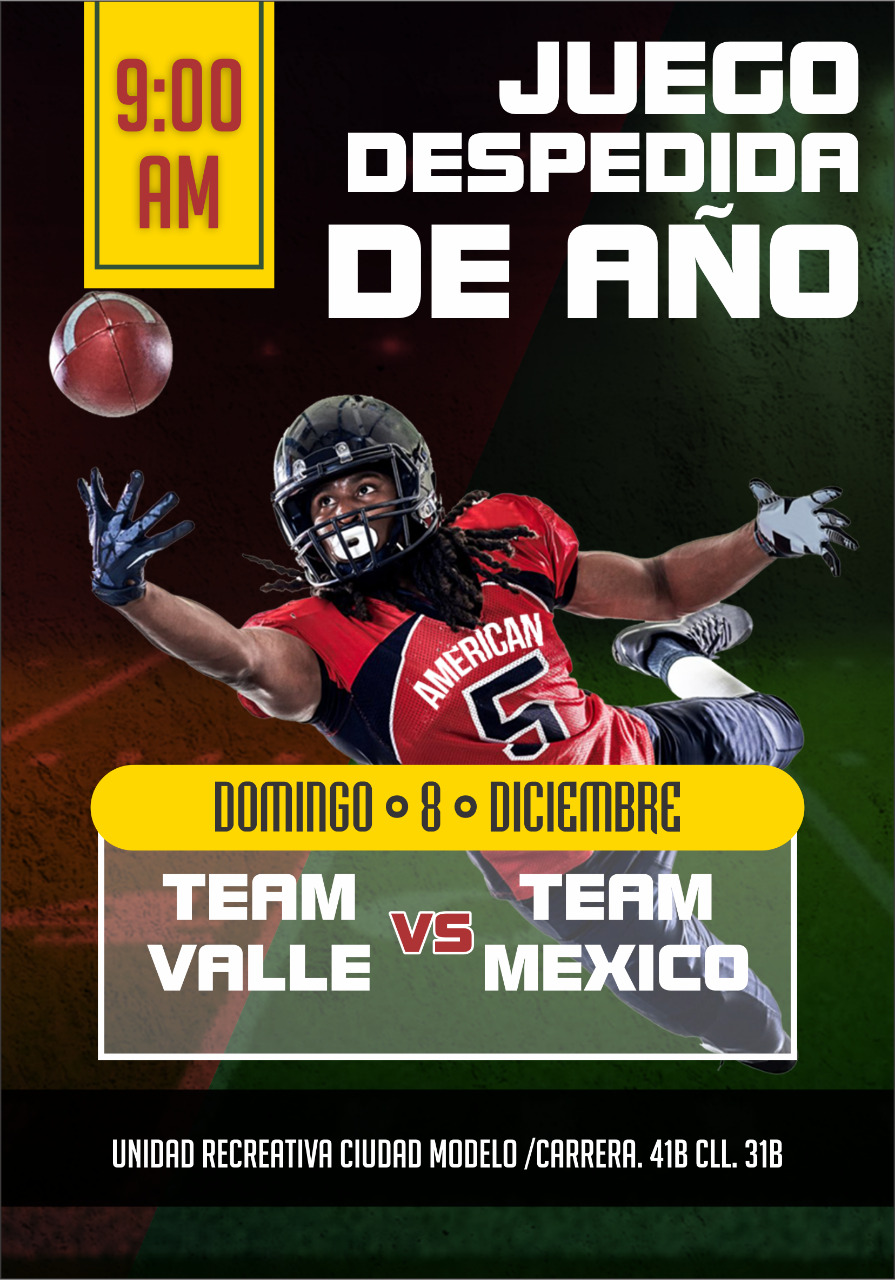 9:00
AM
JUEGO
DESPEDIDA
DE AÑO
AMERICAN
5
DOMINGO • 8 • DICIEMBRE
TEAM
VALLE
VS
TEAM
MEXICO
UNIDAD RECREATIVA CIUDAD MODELO /CARRERA. 41B CLL. 31B